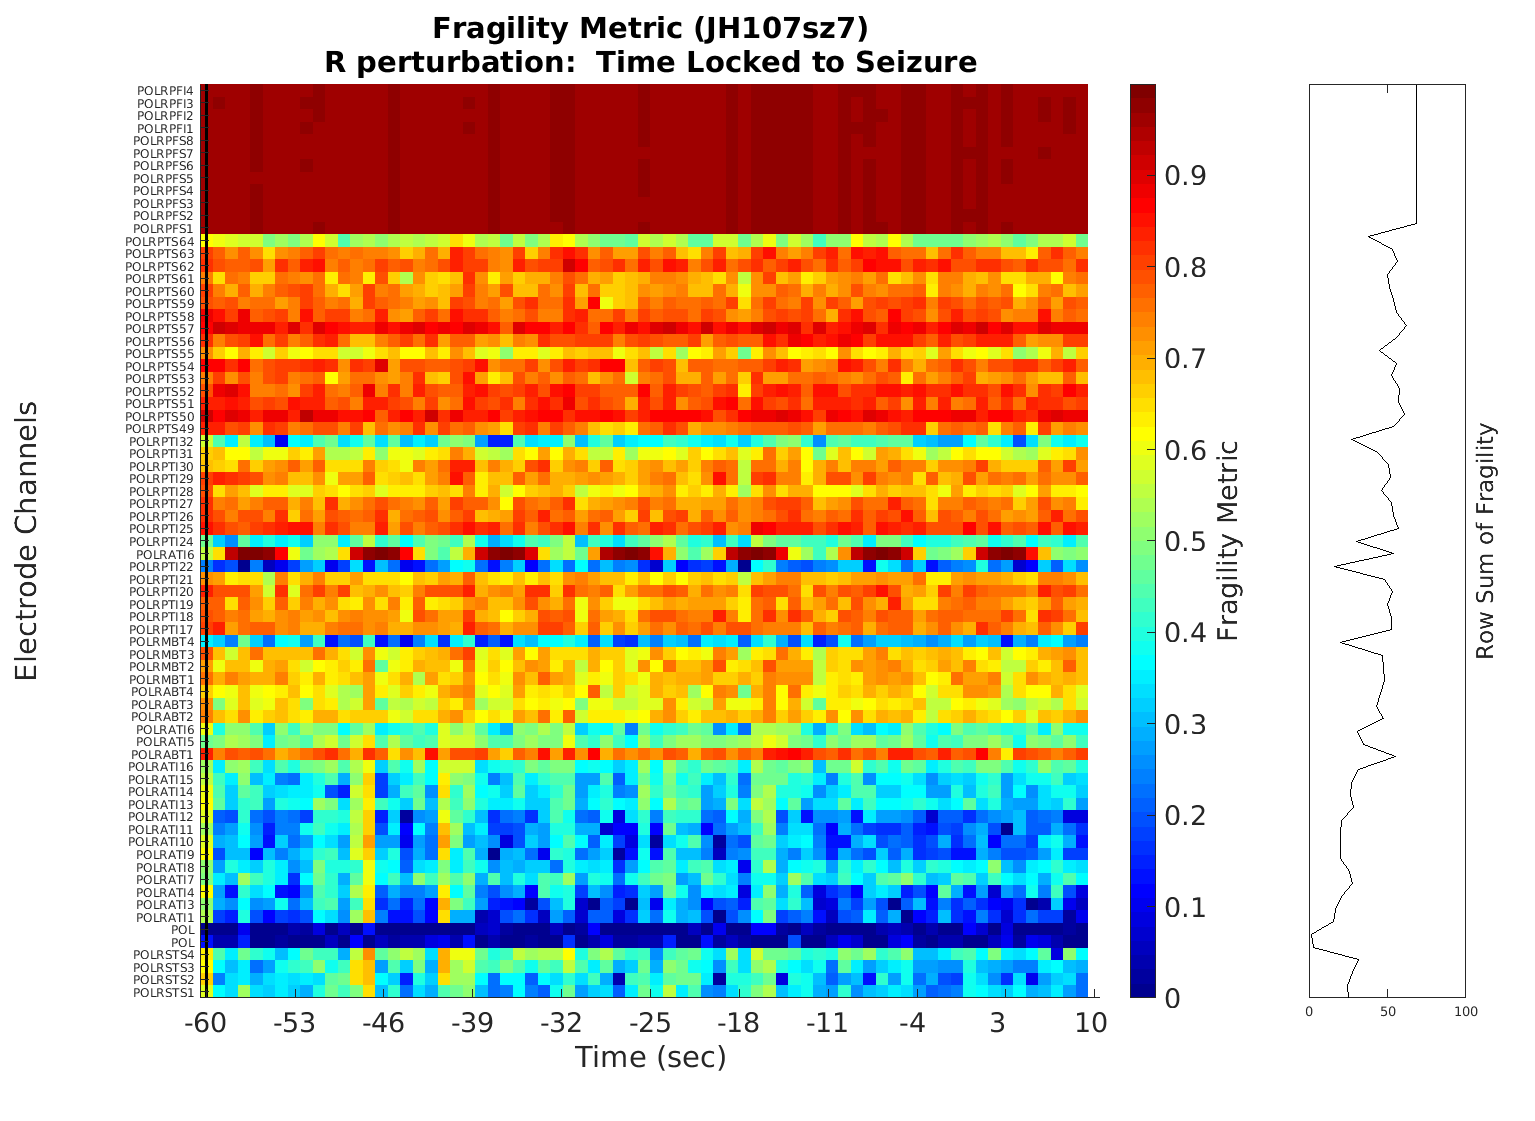 Fragility Metric (JH107sz7)
R perturbation:  Time Locked to Seizure
Electrode Channels
POLRPFI4
POLRPFI3
POLRPFI2
POLRPFI1
POLRPFS8
POLRPFS7
POLRPFS6
POLRPFS5
POLRPFS4
POLRPFS3
POLRPFS2
POLRPFS1
POLRPTS64
POLRPTS63
POLRPTS62
POLRPTS61
POLRPTS60
POLRPTS59
POLRPTS58
POLRPTS57
POLRPTS56
POLRPTS55
POLRPTS54
POLRPTS53
POLRPTS52
POLRPTS51
POLRPTS50
POLRPTS49
POLRPTI32
POLRPTI31
POLRPTI30
POLRPTI29
POLRPTI28
POLRPTI27
POLRPTI26
POLRPTI25
POLRPTI24
POLRATI6
POLRPTI22
POLRPTI21
POLRPTI20
POLRPTI19
POLRPTI18
POLRPTI17
POLRMBT4
POLRMBT3
POLRMBT2
POLRMBT1
POLRABT4
POLRABT3
POLRABT2
POLRATI6
POLRATI5
POLRABT1
POLRATI16
POLRATI15
POLRATI14
POLRATI13
POLRATI12
POLRATI11
POLRATI10
POLRATI9
POLRATI8
POLRATI7
POLRATI4
POLRATI3
POLRATI1
POL
POL
POLRSTS4
POLRSTS3
POLRSTS2
POLRSTS1
-60 -53 -46 -39 -32 -25 -18 -11 -4 3 10
Time (sec)
0.9
0.8
0.7
0.6
0.5
0.4
0.3
0.2
0.1
0
Fragility Metric
0 50 100
Row Sum of Fragility